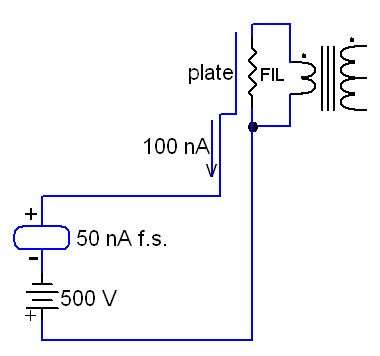 plate FIL
100 nA
+
50 nA f.s.
-
500 V
+